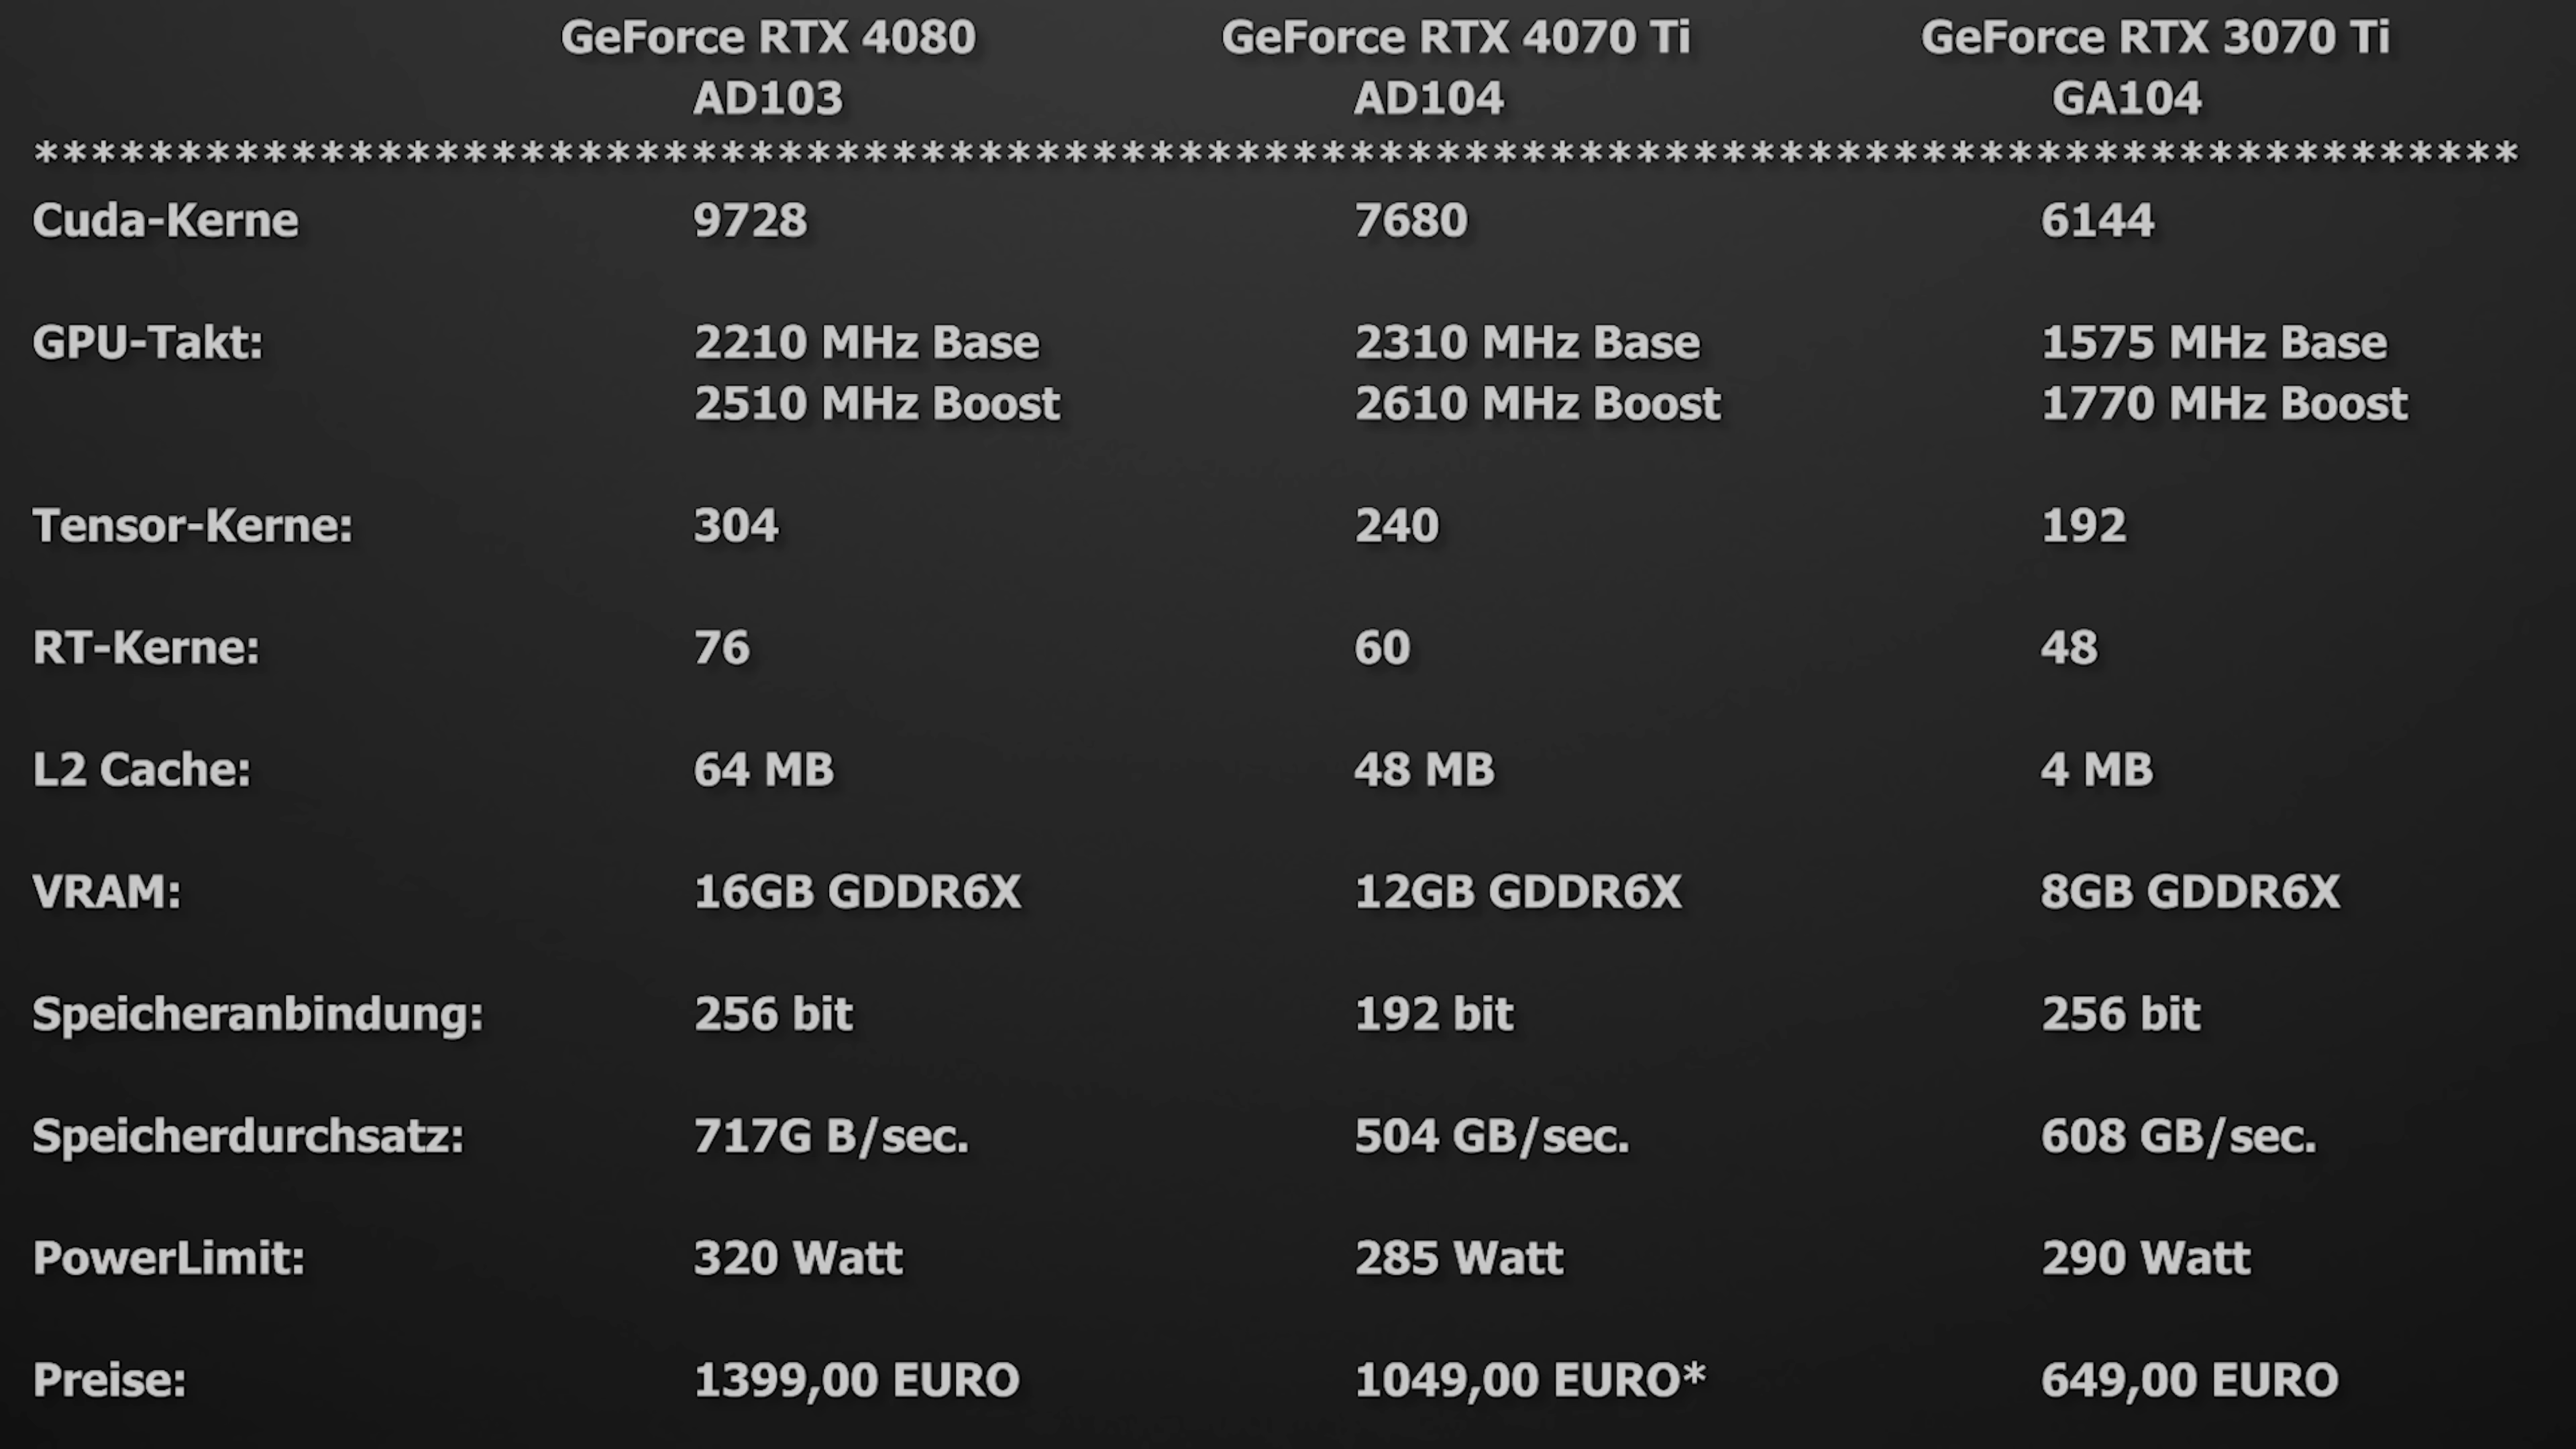 GeForce RTX 4080 GeForce RTX 4070 Ti GeForce RTX 3070 Ti
AD103 AD104 GA104
***************************************************************************************
Cuda-Kerne 9728 7680 6144
GPU-Takt: 2210 MHz Base 2310 MHz Base 1575 MHz Base
2510 MHz Boost 2610 MHz Boost 1770 MHz Boost
Tensor-Kerne: 304 240 192
RT-Kerne: 76 60 48
L2 Cache: 64 MB 48 MB 4 MB
VRAM: 16GB GDDR6X 12GB GDDR6X 8GB GDDR6X
Speicheranbindung: 256 bit 192 bit 256 bit
Speicherdurchsatz: 717G B/sec. 504 GB/sec. 608 GB/sec.
PowerLimit: 320 Watt 285 Watt 290 Watt
Preise: 1399,00 EURO 1049,00 EURO* 649,00 EURO